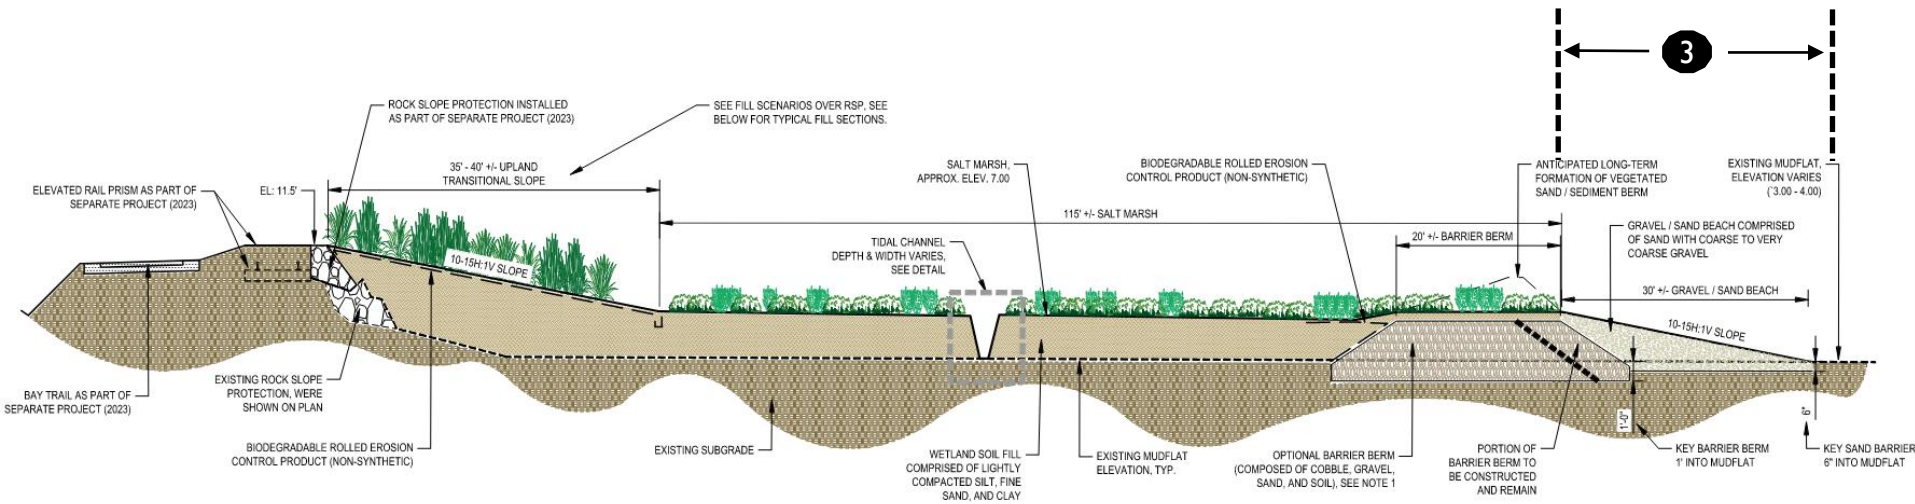 3
ROCK SLOPE PROTECTION INSTALLED
AS PART OF SEPARATE PROJECT (2023)
SEE FILL SCENARIOS OVER RSP, SEE
BELOW FOR TYPICAL FILL SECTIONS.
35' - 40' +/- UPLAND
TRANSITIONAL SLOPE
SALT MARSH,
APPROX. ELEV. 7.00
BIODEGRADABLE ROLLED EROSION
CONTROL PRODUCT (NON-SYNTHETIC)
ANTICIPATED LONG-TERM
FORMATION OF VEGETATED
SAND / SEDIMENT BERM
EXISTING MUDFLAT,
ELEVATION VARIES
(˜3.00 - 4.00)
ELEVATED RAIL PRISM AS PART OF
SEPARATE PROJECT (2023)
EL: 11.5'
115' +/- SALT MARSH
GRAVEL / SAND BEACH COMPRISED
OF SAND WITH COARSE TO VERY
COARSE GRAVEL
20' +/- BARRIER BERM
TIDAL CHANNEL
DEPTH & WIDTH VARIES,
SEE DETAIL
10-15H:1V SLOPE
30' +/- GRAVEL / SAND BEACH
10-15H:1V SLOPE
BAY TRAIL AS PART OF
SEPARATE PROJECT (2023)
EXISTING ROCK SLOPE
PROTECTION, WERE
SHOWN ON PLAN
BIODEGRADABLE ROLLED EROSION
CONTROL PRODUCT (NON-SYNTHETIC)
EXISTING SUBGRADE
WETLAND SOIL FILL
COMPRISED OF LIGHTLY
COMPACTED SILT, FINE
SAND, AND CLAY
EXISTING MUDFLAT
ELEVATION, TYP.
OPTIONAL BARRIER BERM
(COMPOSED OF COBBLE, GRAVEL,
SAND, AND SOIL), SEE NOTE 1
PORTION OF
BARRIER BERM TO
BE CONSTRUCTED
AND REMAIN
1'-0"
KEY BARRIER BERM
1' INTO MUDFLAT
6"
KEY SAND BARRIER
6" INTO MUDFLAT